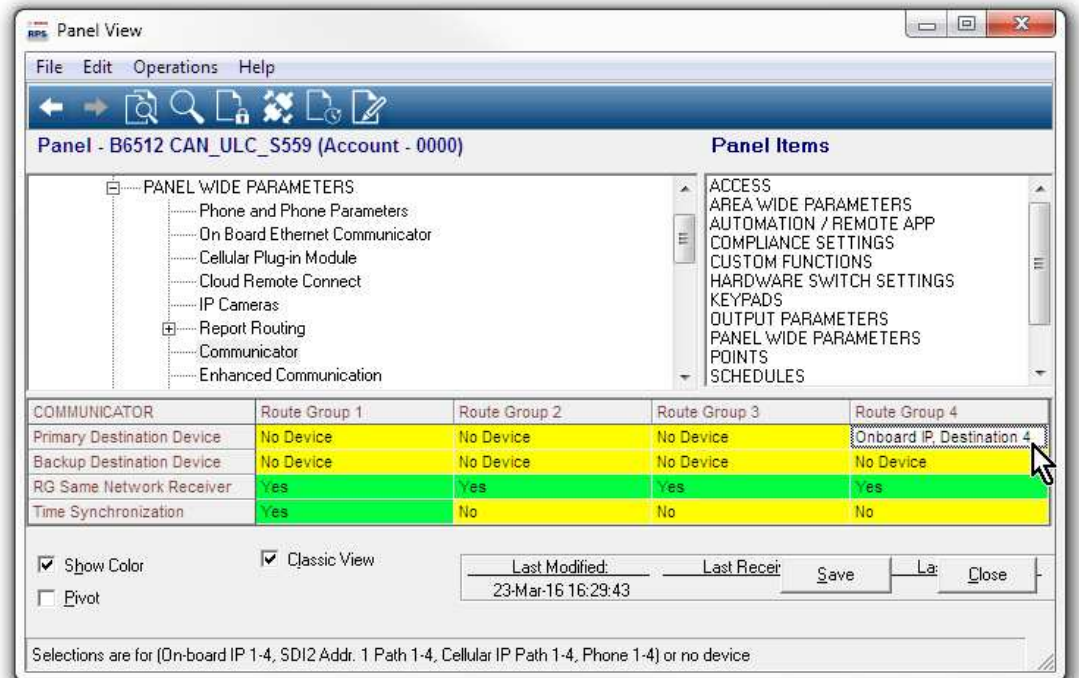 RPS Panel View
File Edit Operations Help
Panel - B6512 CAN_ULC_S559 (Account - 0000)
Panel Items
PANEL WIDE PARAMETERS
Phone and Phone Parameters
On Board Ethernet Communicator
Cellular Plug-in Module
Cloud Remote Connect
IP Cameras
Report Routing
Communicator
Enhanced Communication
ACCESS
AREA WIDE PARAMETERS
AUTOMATION / REMOTE APP
COMPLIANCE SETTINGS
CUSTOM FUNCTIONS
HARDWARE SWITCH SETTINGS
KEYPADS
OUTPUT PARAMETERS
PANEL WIDE PARAMETERS
POINTS
SCHEDULES
COMMUNICATOR Route Group 1 Route Group 2 Route Group 3 Route Group 4
Primary Destination Device No Device No Device No Device Onboard IP, Destination 4
Backup Destination Device No Device No Device No Device No Device
RG Same Network Receiver Yes Yes Yes Yes
Time Synchronization Yes No No No
Show Color
Classic View
Pivot
Last Modified: Last Recei La
23-Mar-16 16:29:43
Save
Close
Selections are for (On-board IP 1-4, SDI2 Addr. 1 Path 1-4, Cellular IP Path 1-4, Phone 1-4) or no device